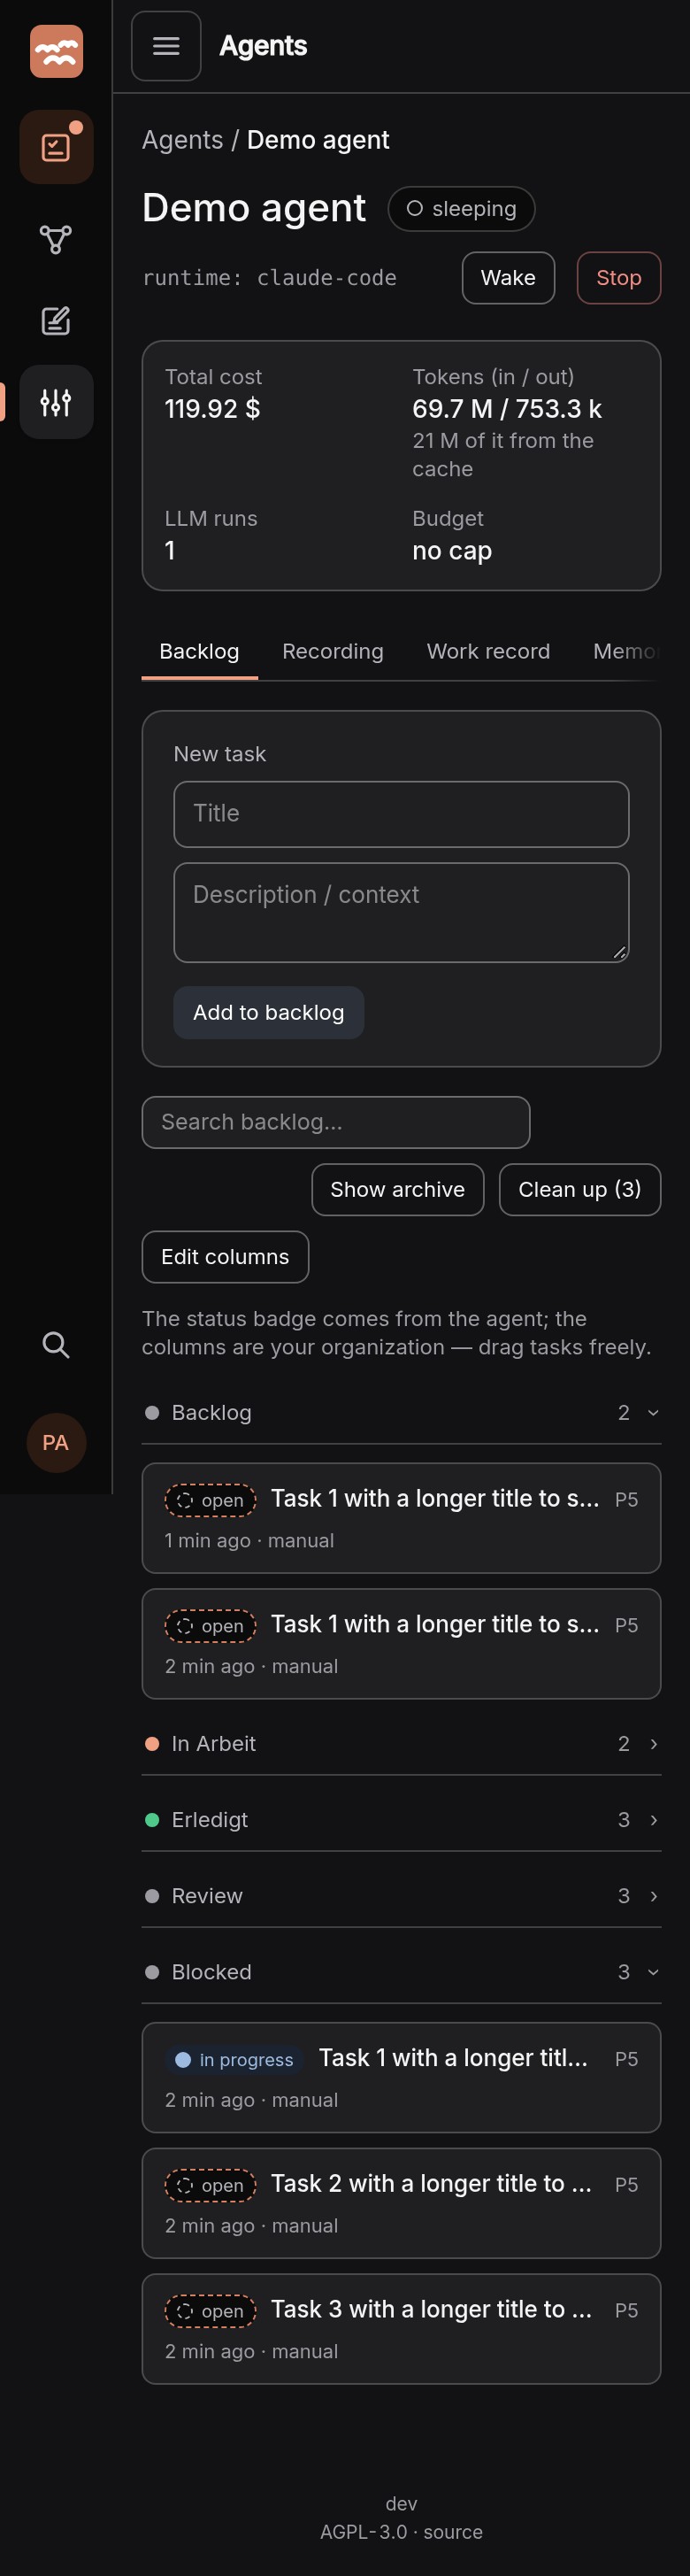 Agents
Agents / Demo agent
Demo agent
sleeping
runtime: claude-code
Wake
Stop
Total cost
119.92 $
Tokens (in / out)
69.7 M / 753.3 k
21 M of it from the
cache
LLM runs
1
Budget
no cap
Backlog
Recording
Work record
Memo
New task
Title
Description / context
Add to backlog
Search backlog...
Show archive
Clean up (3)
Edit columns
The status badge comes from the agent; the
columns are your organization — drag tasks freely.
Backlog 2
PA
open Task 1 with a longer title to s... P5
1 min ago · manual
open Task 1 with a longer title to s... P5
2 min ago · manual
In Arbeit 2
Erledigt 3
Review 3
Blocked 3
in progress Task 1 with a longer titl... P5
2 min ago · manual
open Task 2 with a longer title to ... P5
2 min ago · manual
open Task 3 with a longer title to ... P5
2 min ago · manual
dev
AGPL-3.0 · source